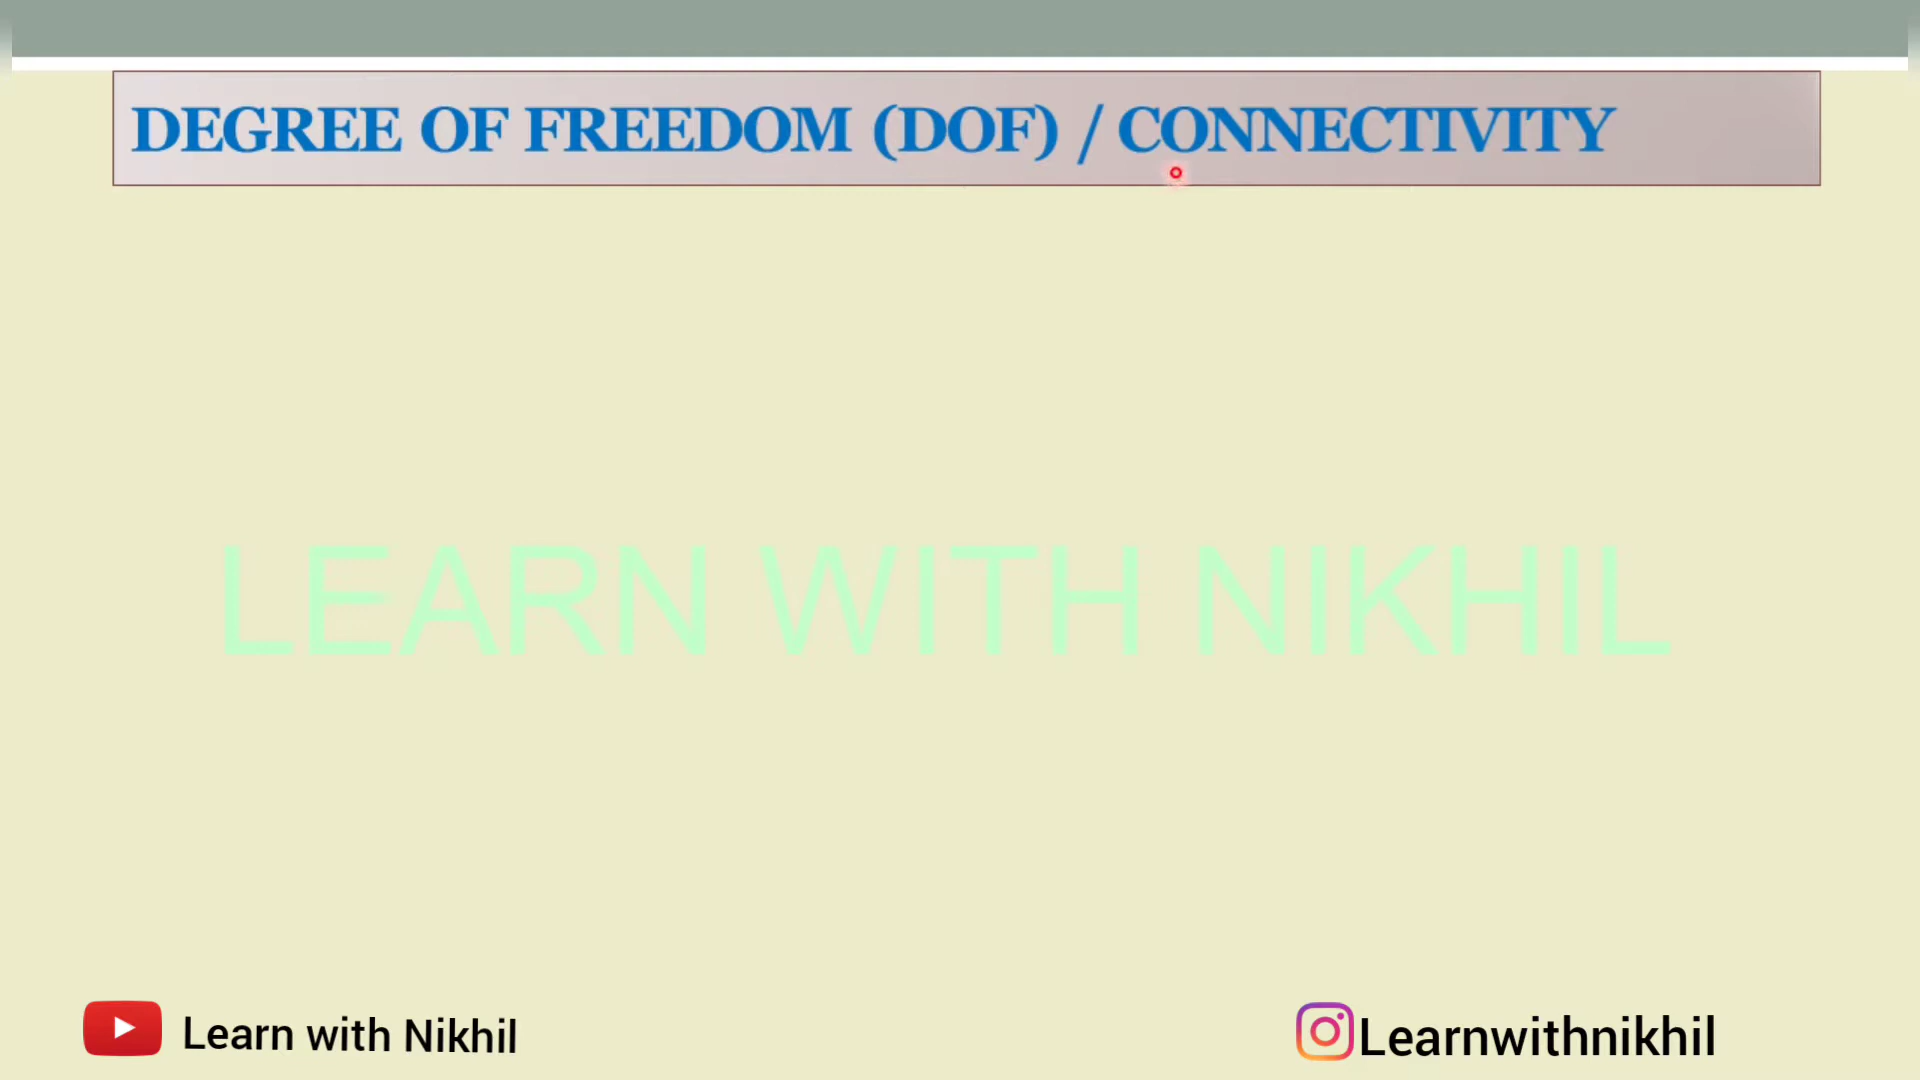 DEGREE OF FREEDOM (DOF) / CONNECTIVITY
LEARN WITH NIKHIL
Learn with Nikhil
Learnwithnikhil